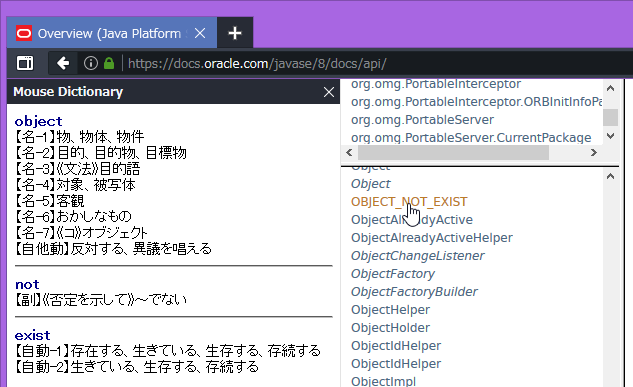 Overview (Java Platform
https://docs.oracle.com/javase/8/docs/api/
Mouse Dictionary
object
【名-1】物、物体、物件
【名-2】目的、目的物、目標物
【名-3】《文法》目的語
【名-4】対象、被写体
【名-5】客観
【名-6】おかしなもの
【名-7】《コ》オブジェクト
【自他動】反対する、異議を唱える
not
【副】《否定を示して》~でない
exist
【自動-1】存在する、生きている、生存する、存続する
【自動-2】生きている、生存する、存続する
org.omg.PortableInterceptor
org.omg.PortableInterceptor.ORBInitInfoPa
org.omg.PortableServer
org.omg.PortableServer.CurrentPackage
Object
Object
OBJECT_NOT_EXIST
ObjectAlreadyActive
ObjectAlreadyActiveHelper
ObjectChangeListener
ObjectFactory
ObjectFactoryBuilder
ObjectHelper
ObjectHolder
ObjectIdHelper
ObjectIdHelper
ObjectImpl